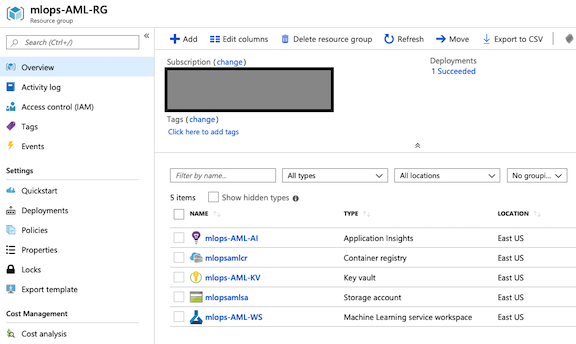 mlops-AML-RG
Resource group
Search (Ctrl+/)
«
Overview
Activity log
Access control (IAM)
Tags
Events
Settings
Quickstart
Deployments
Policies
Properties
Locks
Export template
Cost Management
Cost analysis
Add Edit columns Delete resource group Refresh Move Export to CSV
Subscription (change)
Deployments
1 Succeeded
Tags (change)
Click here to add tags
Filter by name...
All types
All locations
No groupi...
5 items Show hidden types
NAME TYPE LOCATION
mlops-AML-AI Application Insights East US
mlopsamlcr Container registry East US
mlops-AML-KV Key vault East US
mlopsamlsa Storage account East US
mlops-AML-WS Machine Learning service workspace East US